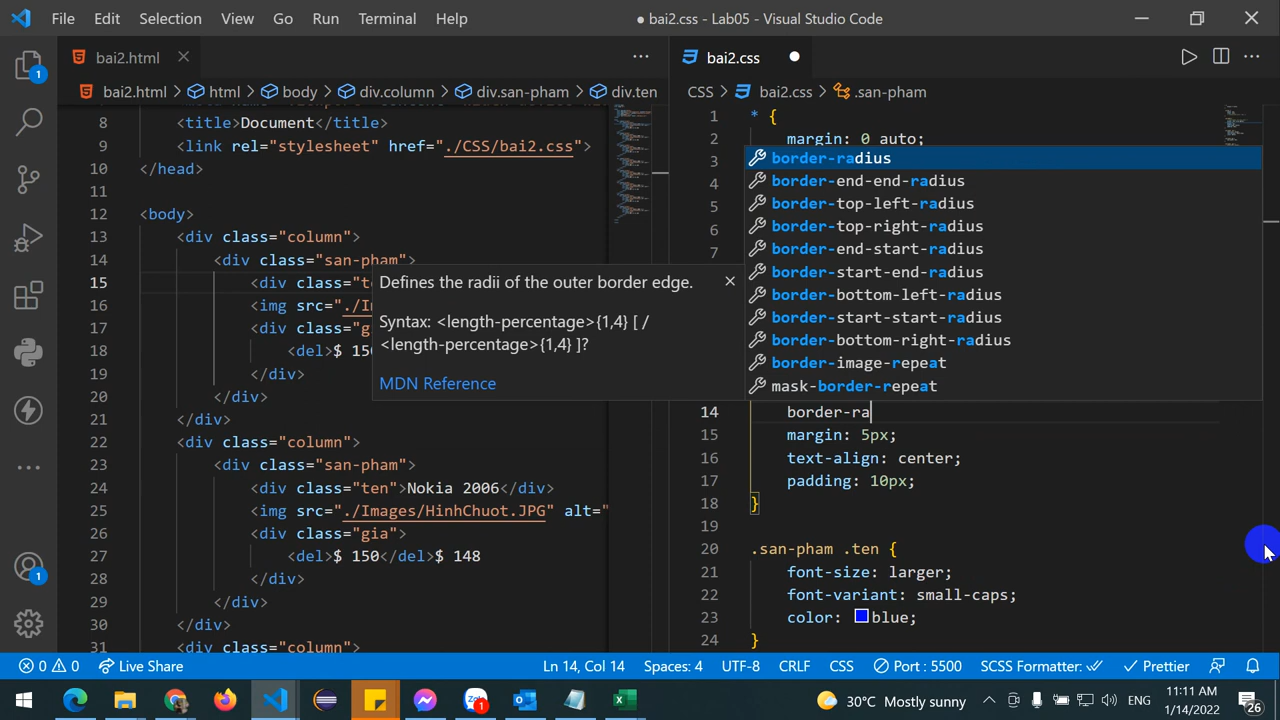 File Edit Selection View Go Run Terminal Help ● bai2.css - Lab05 - Visual Studio Code
bai2.html
bai2.css
bai2.html > html > body > div.column > div.san-pham > div.ten
CSS > bai2.css > .san-pham
8 <title>Document</title>
9 <link rel="stylesheet" href="./CSS/bai2.css">
10 </head>
11
12 <body>
13 <div class="column">
14 <div class="san-pham">
15 <div class="t
16 <img src="./I
17 <div class="g
18 <del>$ 150
19 </div>
20 </div>
21 </div>
22 <div class="column">
23 <div class="san-pham">
24 <div class="ten">Nokia 2006</div>
25 <img src="./Images/HinhChuot.JPG" alt="
26 <div class="gia">
27 <del>$ 150</del>$ 148
28 </div>
29 </div>
30 </div>
31 <div class="column">
Defines the radii of the outer border edge.
Syntax: <length-percentage>{1,4} [ /
<length-percentage>{1,4} ]?
MDN Reference
1 * {
2 margin: 0 auto;
3
4
5
6
7
border-radius
border-end-end-radius
border-top-left-radius
border-top-right-radius
border-end-start-radius
border-start-end-radius
border-bottom-left-radius
border-start-start-radius
border-bottom-right-radius
border-image-repeat
mask-border-repeat
14 border-ra
15 margin: 5px;
16 text-align: center;
17 padding: 10px;
18 }
19
20 .san-pham .ten {
21 font-size: larger;
22 font-variant: small-caps;
23 color: blue;
24 }
1
1
0 0 Live Share Ln 14, Col 14 Spaces: 4 UTF-8 CRLF CSS Port : 5500 SCSS Formatter: Prettier
1 30°C Mostly sunny ENG 11:11 AM
1/14/2022 26